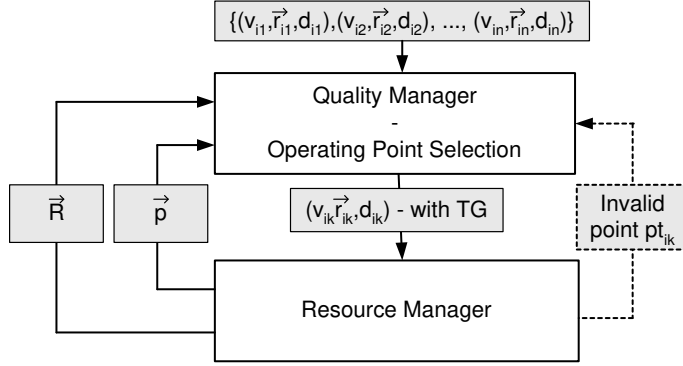 {(v_i1,r⃗_i1,d_i1),(v_i2,r⃗_i2,d_i2), ..., (v_in,r⃗_in,d_in)}
Quality Manager
-
Operating Point Selection
R⃗
p⃗
(v_ik r⃗_ik,d_ik) - with TG
Invalid
point pt_ik
Resource Manager